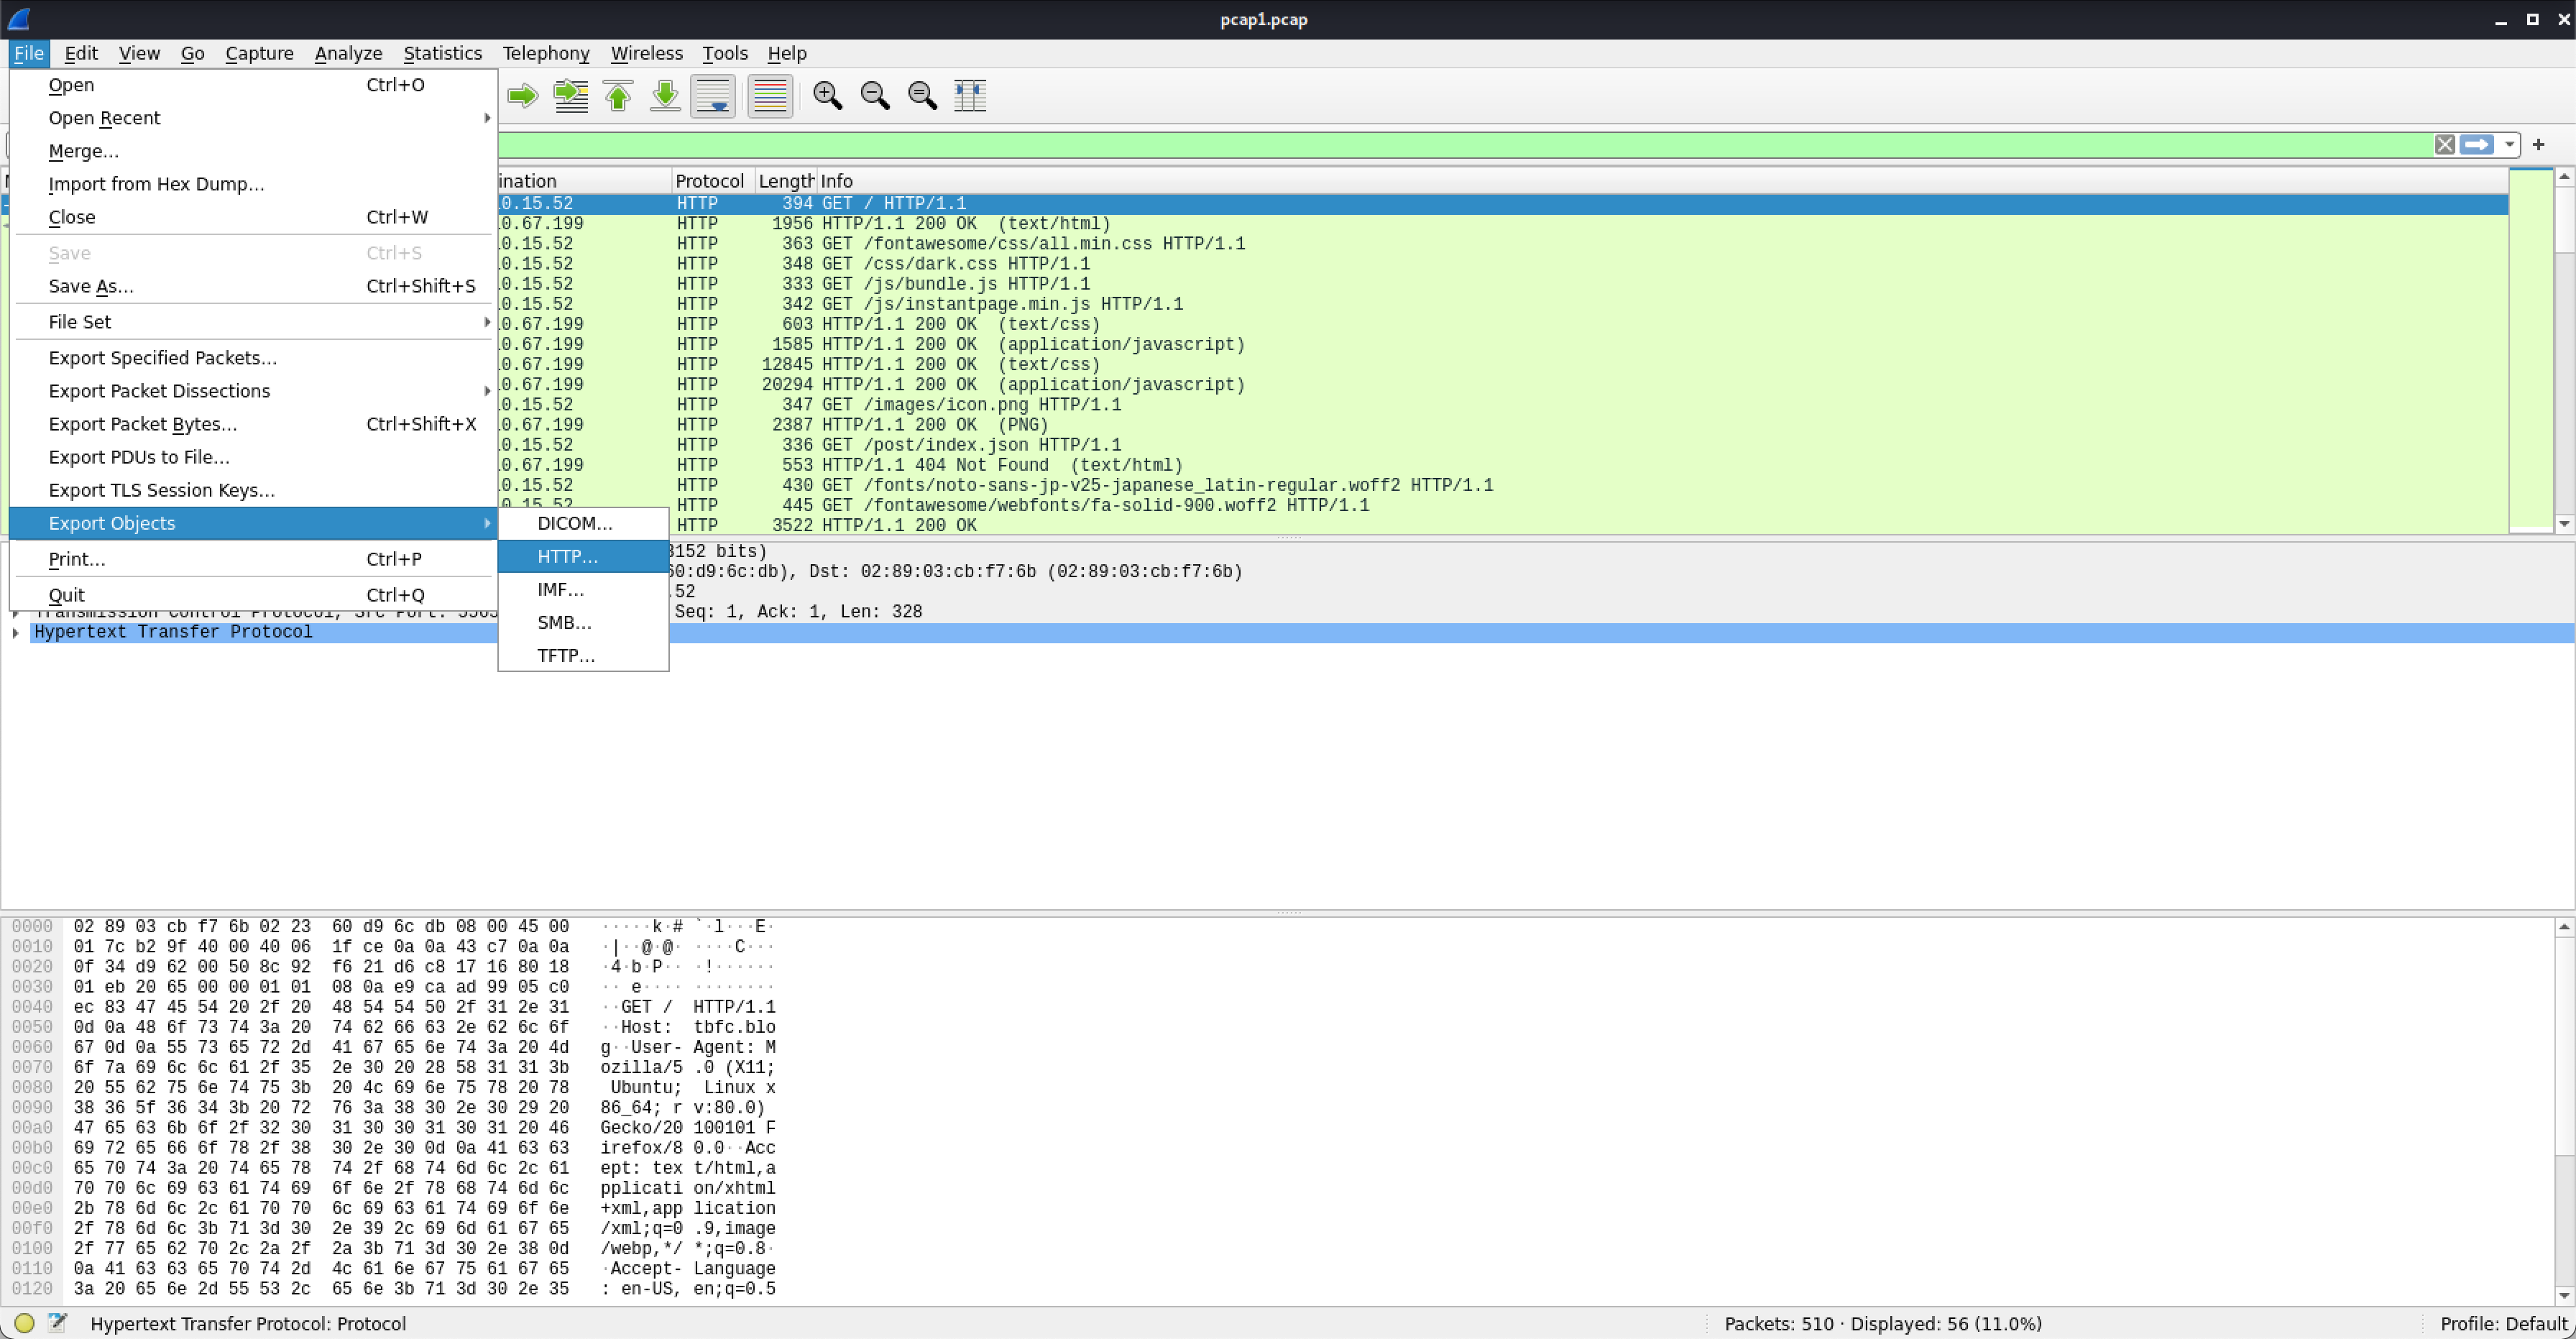 pcap1.pcap
File Edit View Go Capture Analyze Statistics Telephony Wireless Tools Help
Open Ctrl+O
Open Recent
Merge...
Import from Hex Dump...
Close Ctrl+W
Save Ctrl+S
Save As... Ctrl+Shift+S
File Set
Export Specified Packets...
Export Packet Dissections
Export Packet Bytes... Ctrl+Shift+X
Export PDUs to File...
Export TLS Session Keys...
Export Objects
Print... Ctrl+P
Quit Ctrl+Q
DICOM...
HTTP...
IMF...
SMB...
TFTP...
ination Protocol Length Info
0.15.52 HTTP 394 GET / HTTP/1.1
0.67.199 HTTP 1956 HTTP/1.1 200 OK (text/html)
0.15.52 HTTP 363 GET /fontawesome/css/all.min.css HTTP/1.1
0.15.52 HTTP 348 GET /css/dark.css HTTP/1.1
0.15.52 HTTP 333 GET /js/bundle.js HTTP/1.1
0.15.52 HTTP 342 GET /js/instantpage.min.js HTTP/1.1
0.67.199 HTTP 603 HTTP/1.1 200 OK (text/css)
0.67.199 HTTP 1585 HTTP/1.1 200 OK (application/javascript)
0.67.199 HTTP 12845 HTTP/1.1 200 OK (text/css)
0.67.199 HTTP 20294 HTTP/1.1 200 OK (application/javascript)
0.15.52 HTTP 347 GET /images/icon.png HTTP/1.1
0.67.199 HTTP 2387 HTTP/1.1 200 OK (PNG)
0.15.52 HTTP 336 GET /post/index.json HTTP/1.1
0.67.199 HTTP 553 HTTP/1.1 404 Not Found (text/html)
0.15.52 HTTP 430 GET /fonts/noto-sans-jp-v25-japanese_latin-regular.woff2 HTTP/1.1
0.15.52 HTTP 445 GET /fontawesome/webfonts/fa-solid-900.woff2 HTTP/1.1
HTTP 3522 HTTP/1.1 200 OK
3152 bits)
60:d9:6c:db), Dst: 02:89:03:cb:f7:6b (02:89:03:cb:f7:6b)
.52
Transmission Control Protocol, Src Port: Seq: 1, Ack: 1, Len: 328
Hypertext Transfer Protocol
0000 02 89 03 cb f7 6b 02 23 60 d9 6c db 08 00 45 00 ·····k·# `·l···E·
0010 01 7c b2 9f 40 00 40 06 1f ce 0a 0a 43 c7 0a 0a ·|··@·@· ····C···
0020 0f 34 d9 62 00 50 8c 92 f6 21 d6 c8 17 16 80 18 ·4·b·P·· ·!······
0030 01 eb 20 65 00 00 01 01 08 0a e9 ca ad 99 05 c0 ·· e···· ········
0040 ec 83 47 45 54 20 2f 20 48 54 54 50 2f 31 2e 31 ··GET / HTTP/1.1
0050 0d 0a 48 6f 73 74 3a 20 74 62 66 63 2e 62 6c 6f ··Host: tbfc.blo
0060 67 0d 0a 55 73 65 72 2d 41 67 65 6e 74 3a 20 4d g··User- Agent: M
0070 6f 7a 69 6c 6c 61 2f 35 2e 30 20 28 58 31 31 3b ozilla/5 .0 (X11;
0080 20 55 62 75 6e 74 75 3b 20 4c 69 6e 75 78 20 78 Ubuntu; Linux x
0090 38 36 5f 36 34 3b 20 72 76 3a 38 30 2e 30 29 20 86_64; r v:80.0)
00a0 47 65 63 6b 6f 2f 32 30 31 30 30 31 30 31 20 46 Gecko/20 100101 F
00b0 69 72 65 66 6f 78 2f 38 30 2e 30 0d 0a 41 63 63 irefox/8 0.0··Acc
00c0 65 70 74 3a 20 74 65 78 74 2f 68 74 6d 6c 2c 61 ept: tex t/html,a
00d0 70 70 6c 69 63 61 74 69 6f 6e 2f 78 68 74 6d 6c pplicati on/xhtml
00e0 2b 78 6d 6c 2c 61 70 70 6c 69 63 61 74 69 6f 6e +xml,app lication
00f0 2f 78 6d 6c 3b 71 3d 30 2e 39 2c 69 6d 61 67 65 /xml;q=0 .9,image
0100 2f 77 65 62 70 2c 2a 2f 2a 3b 71 3d 30 2e 38 0d /webp,*/ *;q=0.8·
0110 0a 41 63 63 65 70 74 2d 4c 61 6e 67 75 61 67 65 ·Accept- Language
0120 3a 20 65 6e 2d 55 53 2c 65 6e 3b 71 3d 30 2e 35 : en-US, en;q=0.5
Hypertext Transfer Protocol: Protocol Packets: 510 · Displayed: 56 (11.0%) Profile: Default